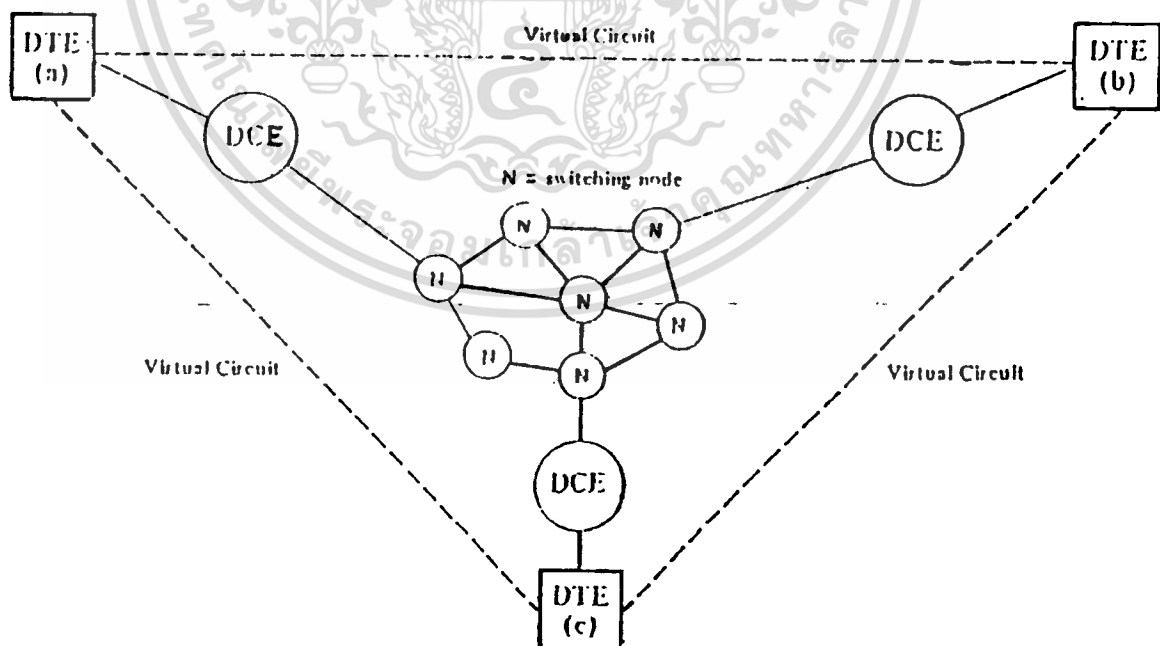 Virtual Circuit
DTE
(a)
DTE
(b)
DCE
DCE
N = switching node
N
N
N
N
N
N
N
Virtual Circuit
Virtual Circuit
DCE
DTE
(c)